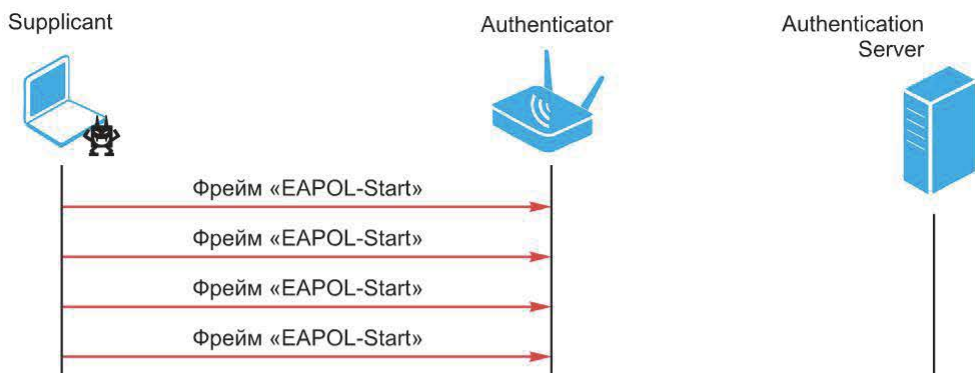 Supplicant
Authenticator
Authentication
Server
Фрейм «EAPOL-Start»
Фрейм «EAPOL-Start»
Фрейм «EAPOL-Start»
Фрейм «EAPOL-Start»